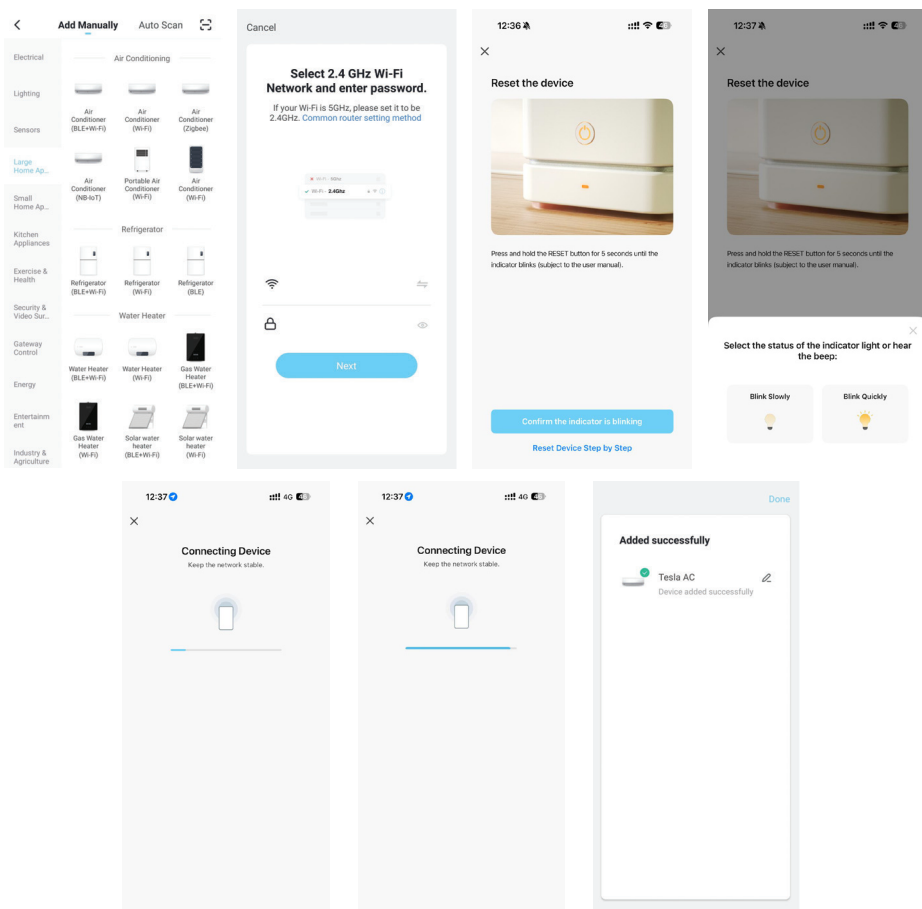 Add Manually
Auto Scan
Electrical
Lighting
Sensors
Large
Home Ap...
Small
Home Ap...
Kitchen
Appliances
Exercise &
Health
Security &
Video Sur...
Gateway
Control
Energy
Entertainm
ent
Industry &
Agriculture
Air Conditioning
Air
Conditioner
(BLE+Wi-Fi)
Air
Conditioner
(Wi-Fi)
Air
Conditioner
(Zigbee)
Air
Conditioner
(NB-IoT)
Portable Air
Conditioner
(Wi-Fi)
Air
Conditioner
(Wi-Fi)
Refrigerator
Refrigerator
(BLE+Wi-Fi)
Refrigerator
(Wi-Fi)
Refrigerator
(BLE)
Water Heater
Water Heater
(BLE+Wi-Fi)
Water Heater
(Wi-Fi)
Gas Water
Heater
(BLE+Wi-Fi)
Gas Water
Heater
(Wi-Fi)
Solar water
heater
(BLE+Wi-Fi)
Solar water
heater
(Wi-Fi)
Cancel
Select 2.4 GHz Wi-Fi
Network and enter password.
If your Wi-Fi is 5GHz, please set it to be
2.4GHz. Common router setting method
Wi-Fi - 5Ghz
Wi-Fi - 2.4Ghz
Next
12:36
Reset the device
Press and hold the RESET button for 5 seconds until the
indicator blinks (subject to the user manual).
Confirm the indicator is blinking
Reset Device Step by Step
12:37
Reset the device
Press and hold the RESET button for 5 seconds until the
indicator blinks (subject to the user manual).
Select the status of the indicator light or hear
the beep:
Blink Slowly
Blink Quickly
12:37
4G
Connecting Device
Keep the network stable.
12:37
4G
Connecting Device
Keep the network stable.
Done
Added successfully
Tesla AC
Device added successfully